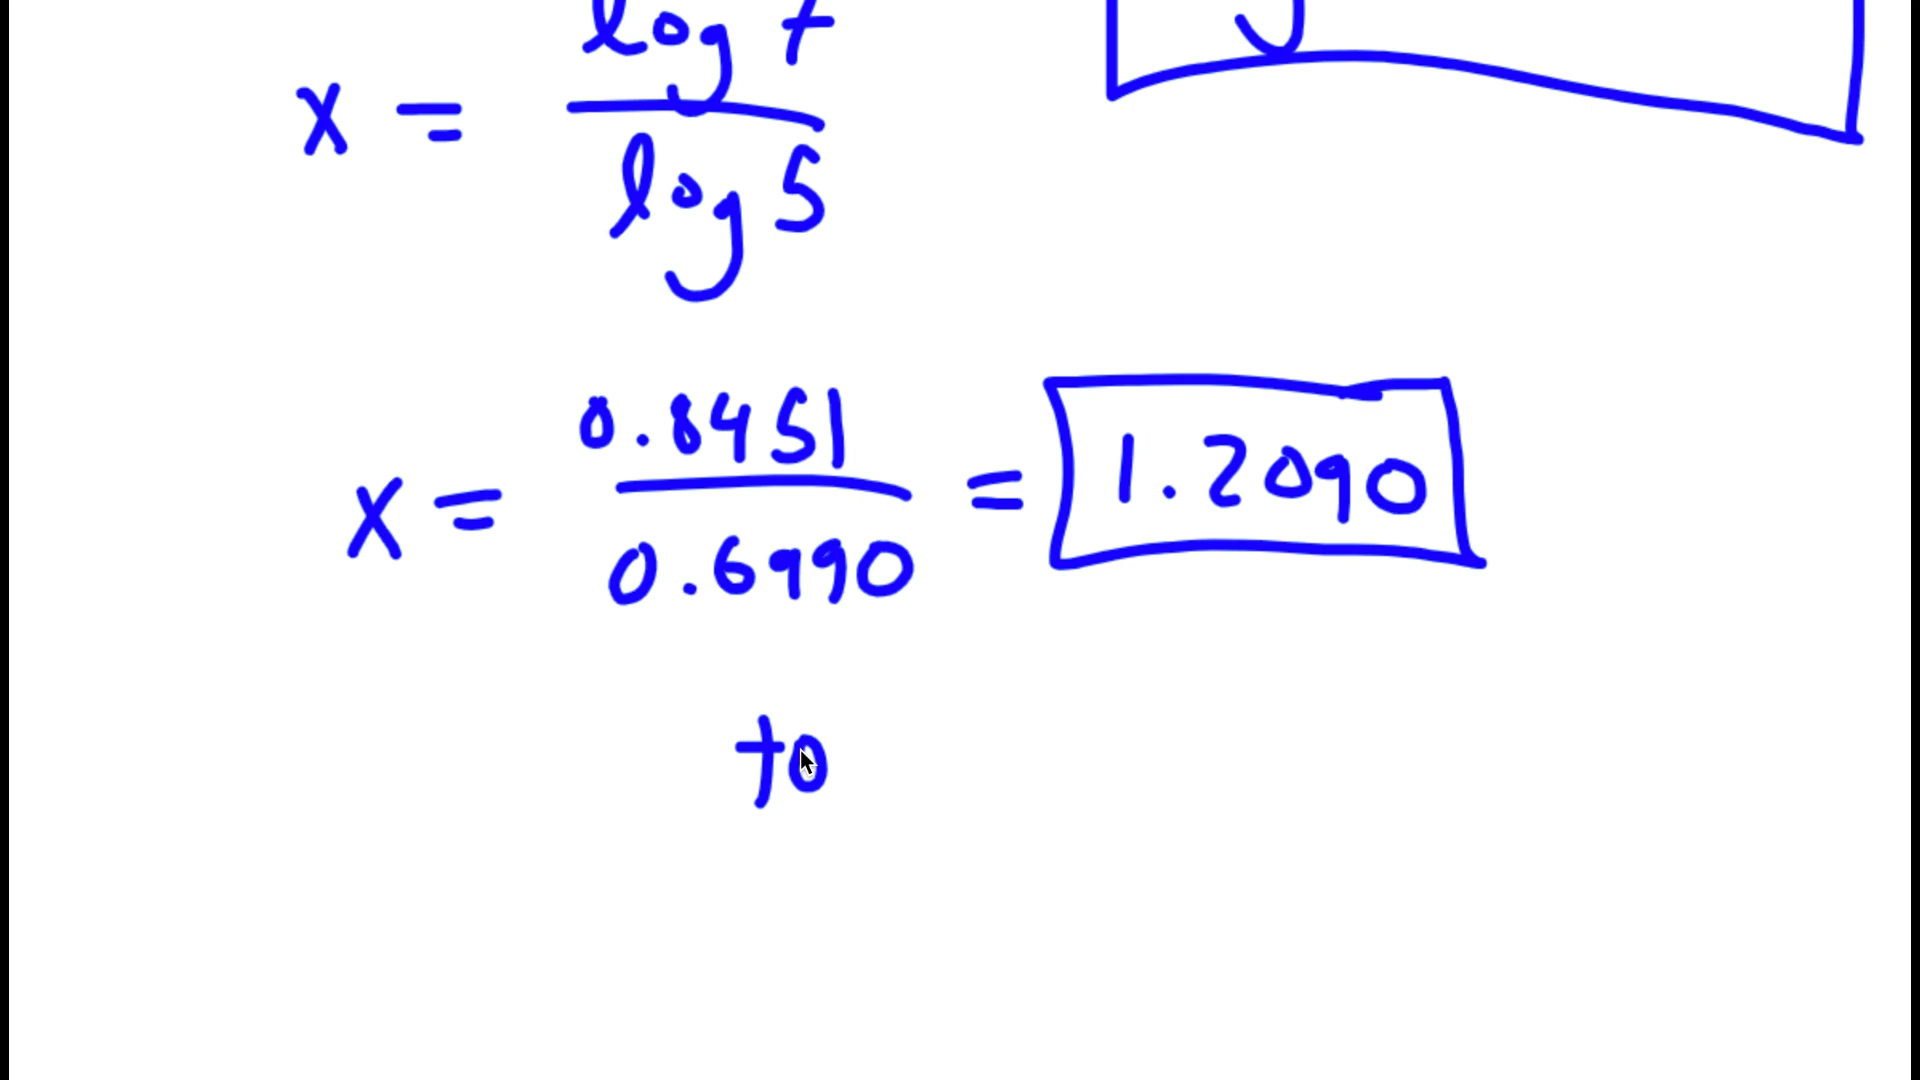 x = log 7 / log 5
x = 0.8451 / 0.6990 = 1.2090
to